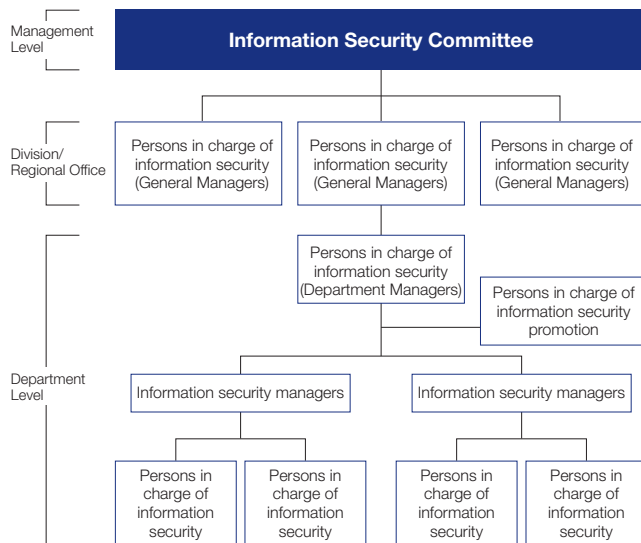 Management
Level
Information Security Committee
Division/
Regional Office
Persons in charge of
information security
(General Managers)
Persons in charge of
information security
(General Managers)
Persons in charge of
information security
(General Managers)
Department
Level
Persons in charge of
information security
(Department Managers)
Persons in charge of
information security
promotion
Information security managers
Information security managers
Persons in
charge of
information
security
Persons in
charge of
information
security
Persons in
charge of
information
security
Persons in
charge of
information
security